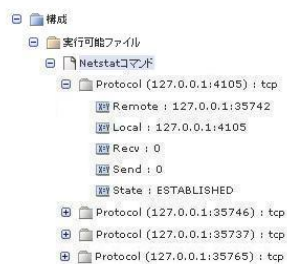 構成
実行可能ファイル
Netstatコマンド
Protocol (127.0.0.1:4105) : tcp
Remote : 127.0.0.1:35742
Local : 127.0.0.1:4105
Recv : 0
Send : 0
State : ESTABLISHED
Protocol (127.0.0.1:35746) : tcp
Protocol (127.0.0.1:35737) : tcp
Protocol (127.0.0.1:35765) : tcp